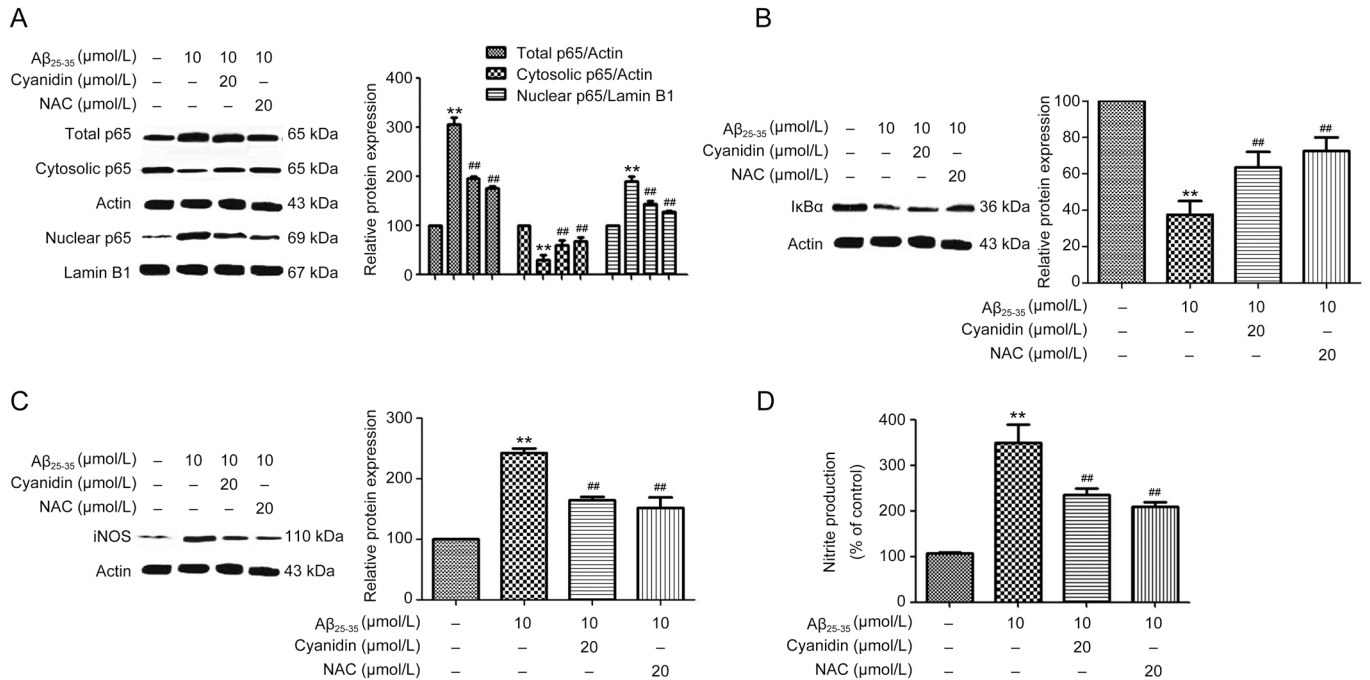 A
Aβ25-35 (μmol/L) – 10 10 10
Cyanidin (μmol/L) – – 20 –
NAC (μmol/L) – – – 20
Total p65 65 kDa
Cytosolic p65 65 kDa
Actin 43 kDa
Nuclear p65 69 kDa
Lamin B1 67 kDa
Total p65/Actin
Cytosolic p65/Actin
Nuclear p65/Lamin B1
Relative protein expression
400
300
200
100
0
** ## ##
** ## ##
** ## ##
B
Aβ25-35 (μmol/L) – 10 10 10
Cyanidin (μmol/L) – – 20 –
NAC (μmol/L) – – – 20
IκBα 36 kDa
Actin 43 kDa
Relative protein expression
100
80
60
40
20
0
** ## ##
Aβ25-35 (μmol/L) – 10 10 10
Cyanidin (μmol/L) – – 20 –
NAC (μmol/L) – – – 20
C
Aβ25-35 (μmol/L) – 10 10 10
Cyanidin (μmol/L) – – 20 –
NAC (μmol/L) – – – 20
iNOS 110 kDa
Actin 43 kDa
Relative protein expression
300
200
100
0
** ## ##
Aβ25-35 (μmol/L) – 10 10 10
Cyanidin (μmol/L) – – 20 –
NAC (μmol/L) – – – 20
D
Nitrite production
(% of control)
400
300
200
100
0
** ## ##
Aβ25-35 (μmol/L) – 10 10 10
Cyanidin (μmol/L) – – 20 –
NAC (μmol/L) – – – 20